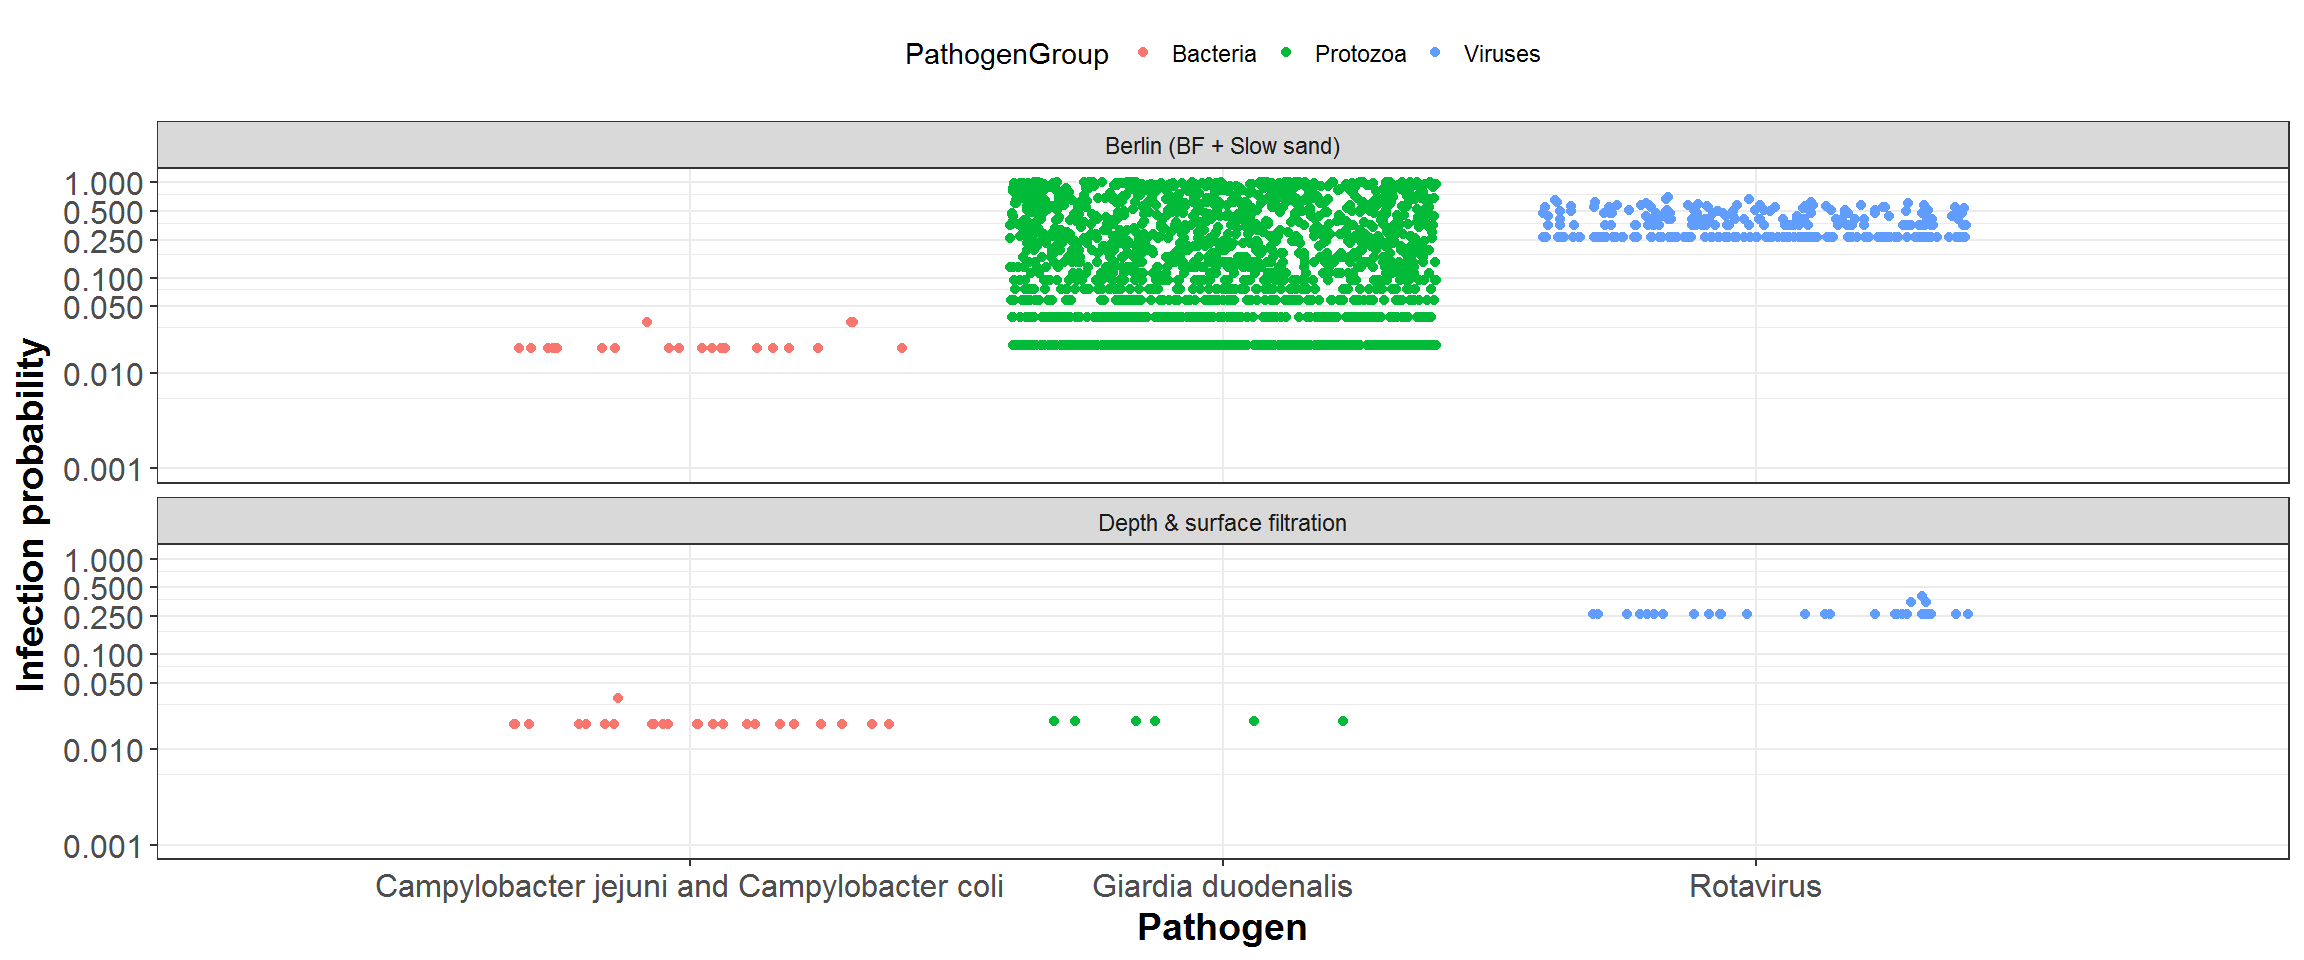 PathogenGroup Bacteria Protozoa Viruses
Berlin (BF + Slow sand)
1.000
0.500
0.250
0.100
0.050
0.010
0.001
Infection probability
Depth & surface filtration
1.000
0.500
0.250
0.100
0.050
0.010
0.001
Campylobacter jejuni and Campylobacter coli Giardia duodenalis Rotavirus
Pathogen